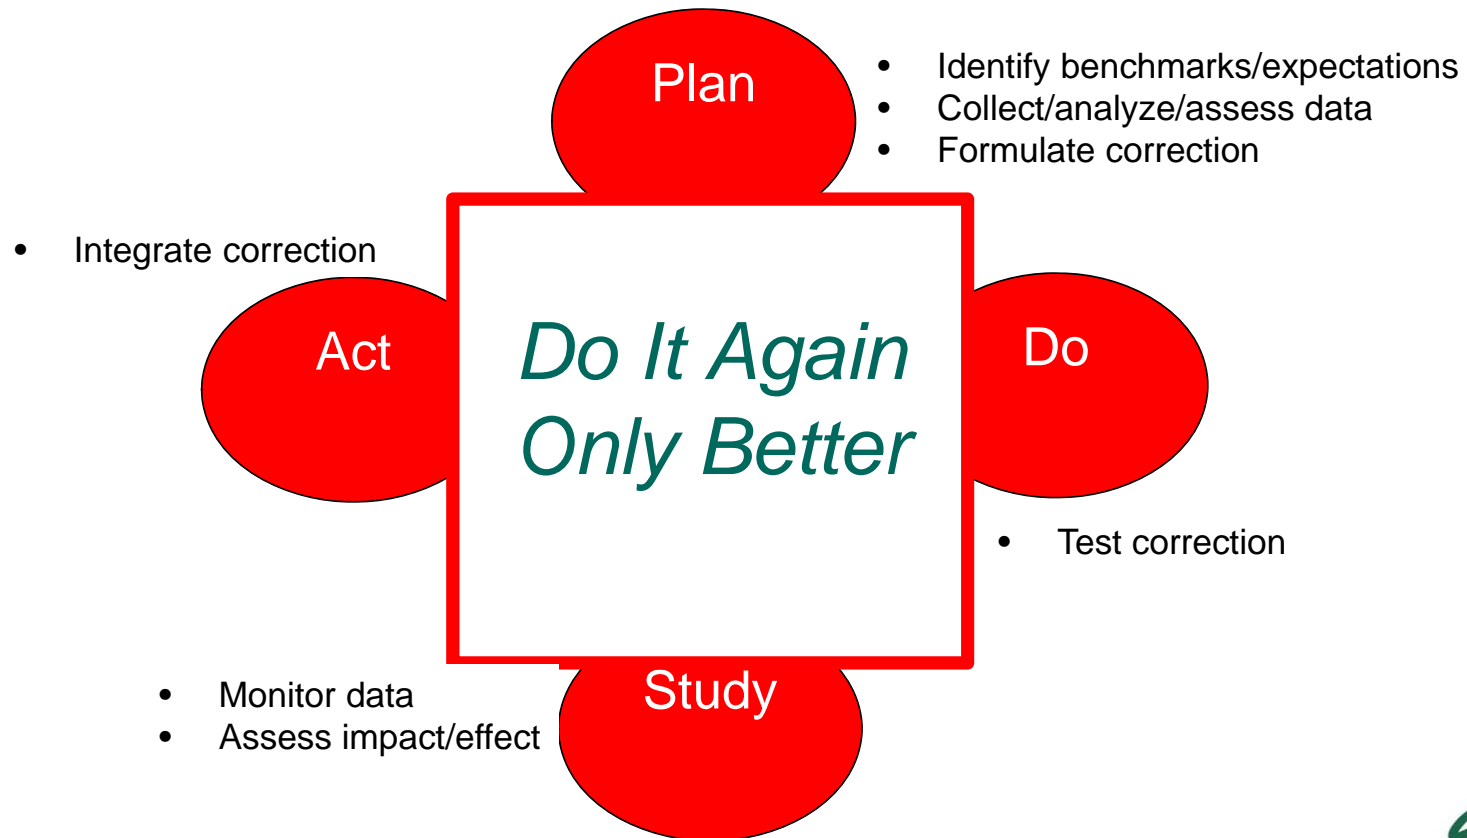 Plan
• Identify benchmarks/expectations
• Collect/analyze/assess data
• Formulate correction
• Integrate correction
Act
Do It Again
Only Better
Do
• Test correction
Study
• Monitor data
• Assess impact/effect